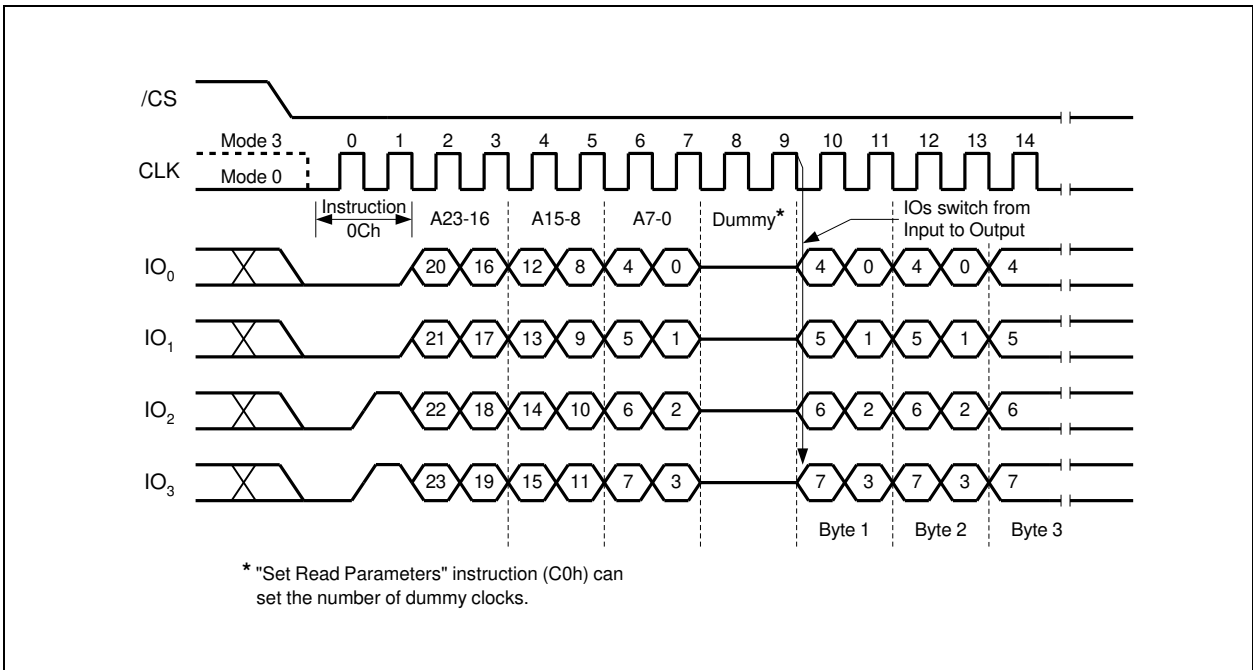 /CS
Mode 3 0 1 2 3 4 5 6 7 8 9 10 11 12 13 14
CLK
Mode 0
Instruction
0Ch
A23-16 A15-8 A7-0 Dummy*
IOs switch from
Input to Output
IO0 20 16 12 8 4 0 4 0 4 0 4
IO1 21 17 13 9 5 1 5 1 5 1 5
IO2 22 18 14 10 6 2 6 2 6 2 6
IO3 23 19 15 11 7 3 7 3 7 3 7
Byte 1 Byte 2 Byte 3
* "Set Read Parameters" instruction (C0h) can
set the number of dummy clocks.